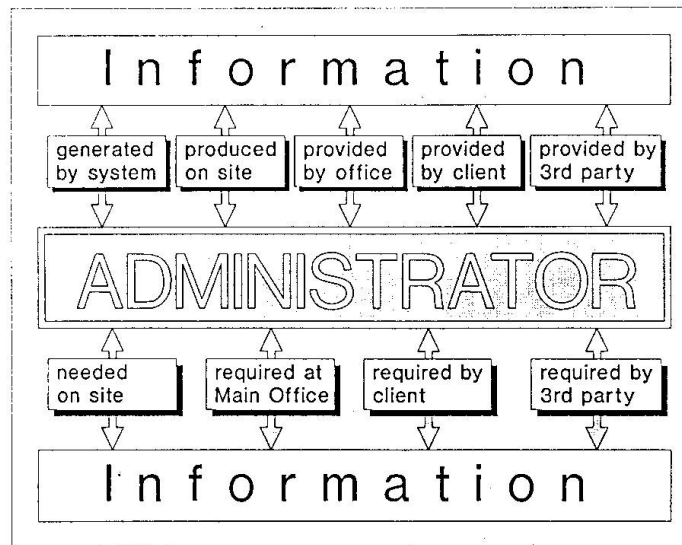 Information
generated
by system
produced
on site
provided
by office
provided
by client
provided by
3rd party
ADMINISTRATOR
needed
on site
required at
Main Office
required by
client
required by
3rd party
Information